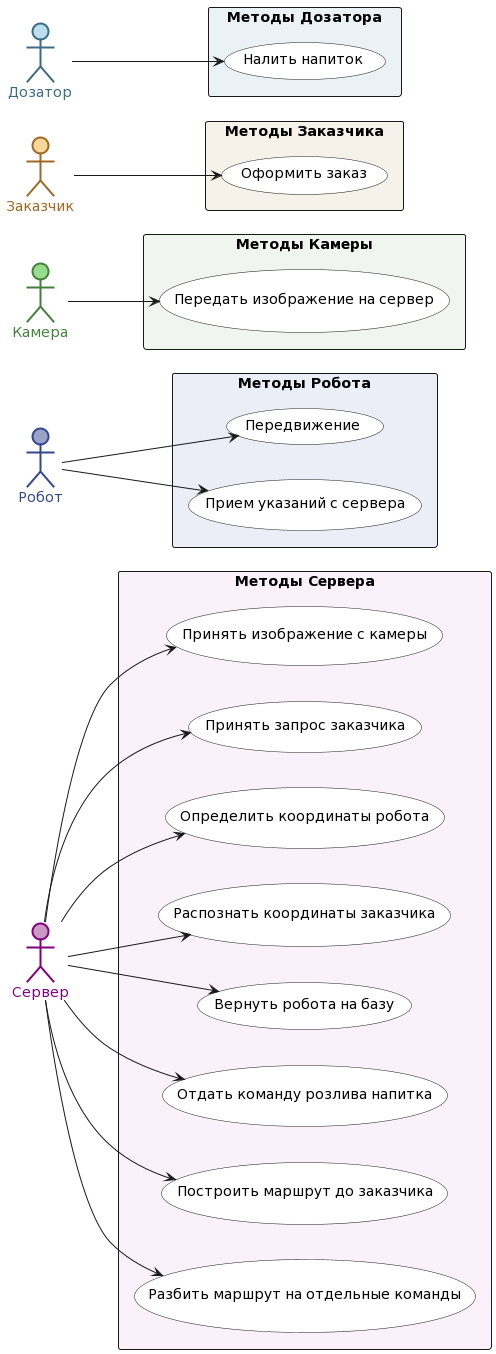 Методы Дозатора
Налить напиток
Дозатор
Методы Заказчика
Оформить заказ
Заказчик
Методы Камеры
Передать изображение на сервер
Камера
Методы Робота
Передвижение
Прием указаний с сервера
Робот
Методы Сервера
Принять изображение с камеры
Принять запрос заказчика
Определить координаты робота
Распознать координаты заказчика
Сервер
Вернуть робота на базу
Отдать команду розлива напитка
Построить маршрут до заказчика
Разбить маршрут на отдельные команды